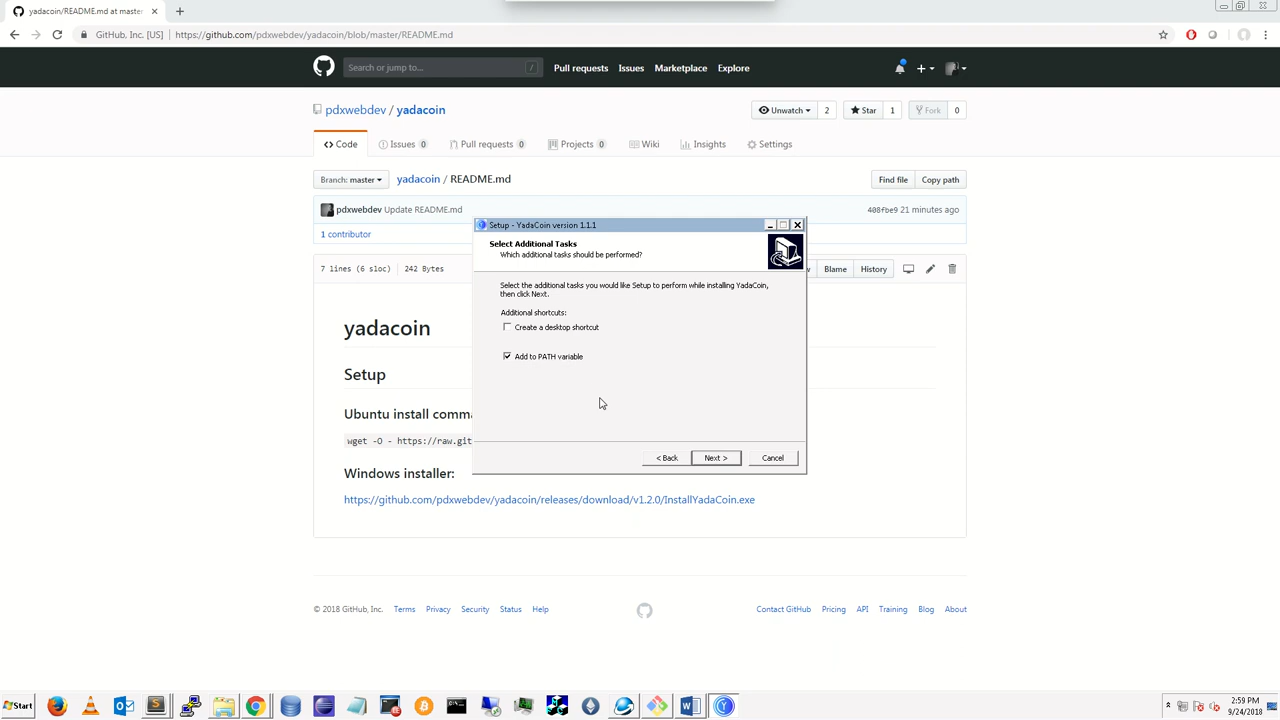 yadacoin/README.md at master
GitHub, Inc. [US]
https://github.com/pdxwebdev/yadacoin/blob/master/README.md
Search or jump to...
/
Pull requests
Issues
Marketplace
Explore
pdxwebdev / yadacoin
Unwatch
2
Star
1
Fork
0
Code
Issues 0
Pull requests 0
Projects 0
Wiki
Insights
Settings
Branch: master
yadacoin / README.md
Find file
Copy path
pdxwebdev Update README.md
408fbe9 21 minutes ago
1 contributor
7 lines (6 sloc)
242 Bytes
Blame
History
yadacoin
Setup
Ubuntu install comma
wget -O - https://raw.git
Windows installer:
https://github.com/pdxwebdev/yadacoin/releases/download/v1.2.0/InstallYadaCoin.exe
Setup - YadaCoin version 1.1.1
Select Additional Tasks
Which additional tasks should be performed?
Select the additional tasks you would like Setup to perform while installing YadaCoin,
then click Next.
Additional shortcuts:
Create a desktop shortcut
Add to PATH variable
< Back
Next >
Cancel
© 2018 GitHub, Inc.
Terms
Privacy
Security
Status
Help
Contact GitHub
Pricing
API
Training
Blog
About
Start
2:59 PM
9/24/2018